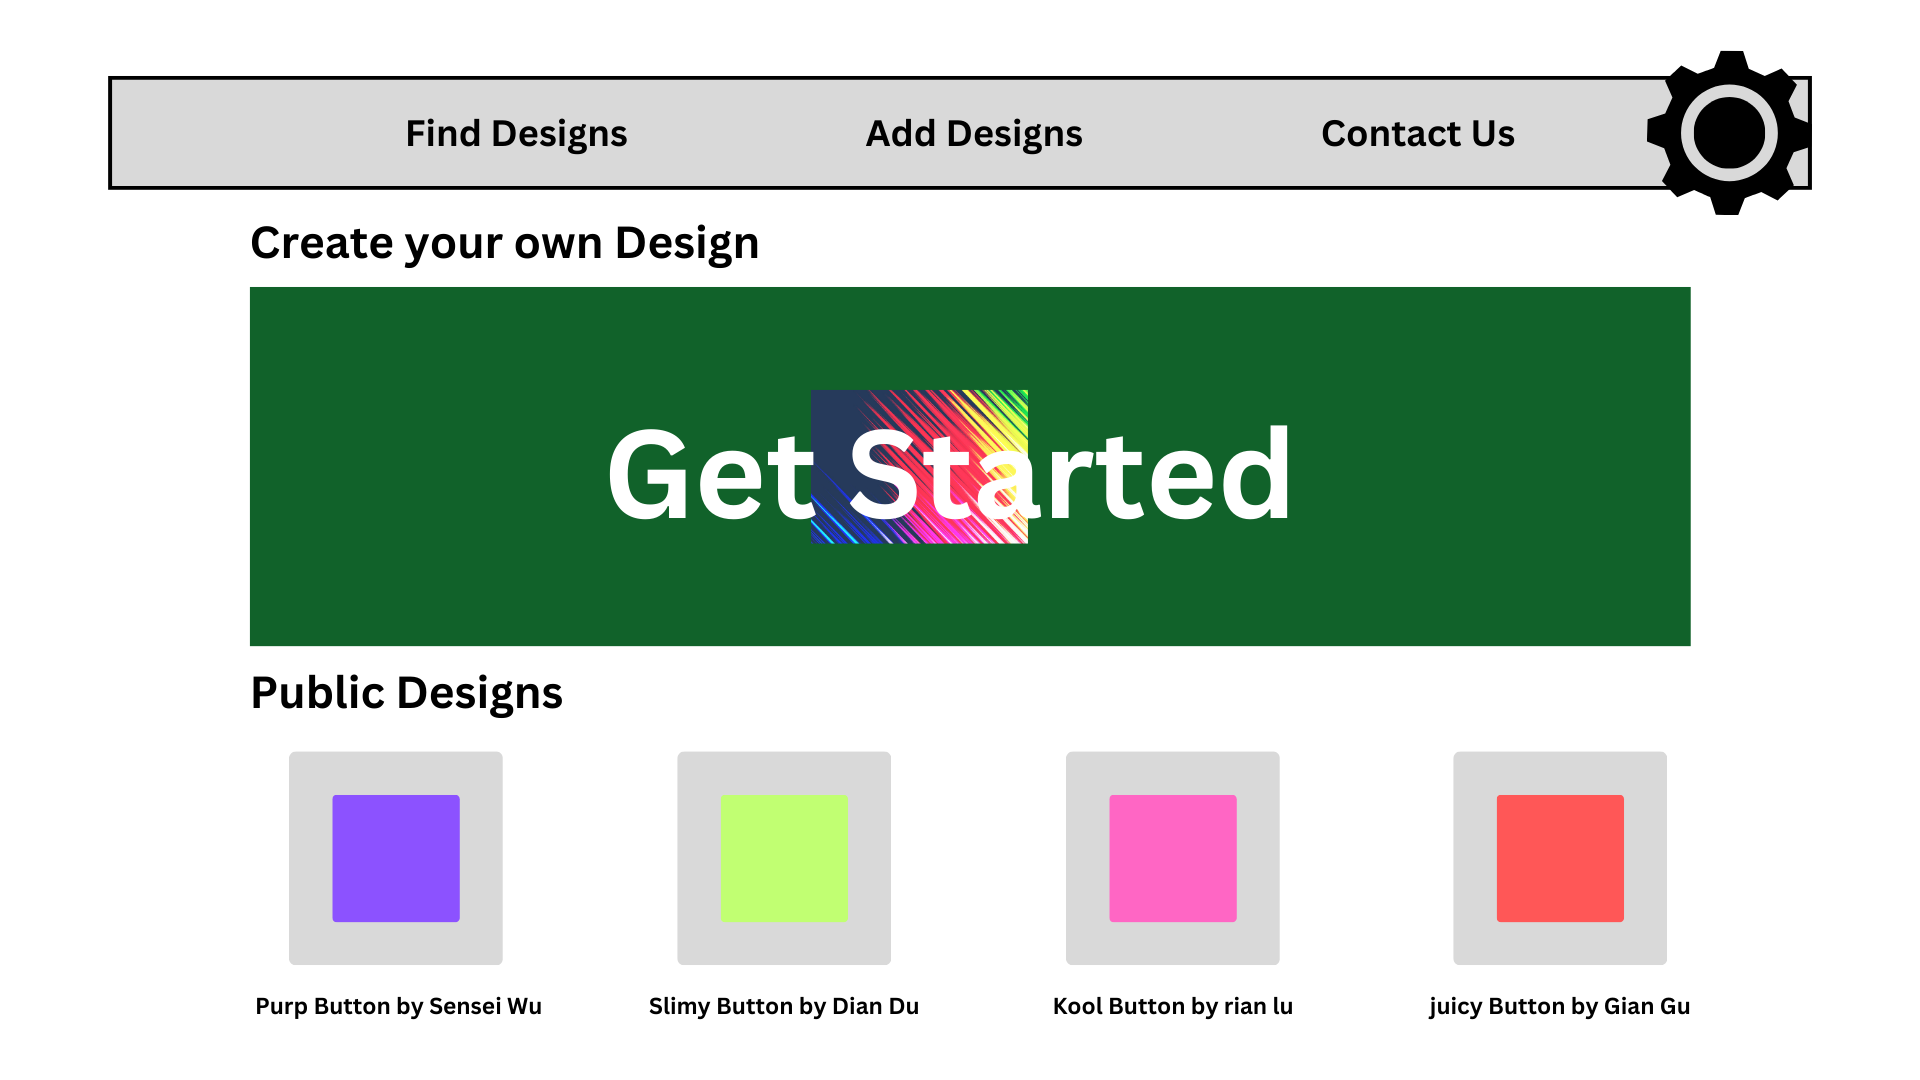 Find Designs
Add Designs
Contact Us
Create your own Design
Get Started
Public Designs
Purp Button by Sensei Wu
Slimy Button by Dian Du
Kool Button by rian lu
juicy Button by Gian Gu